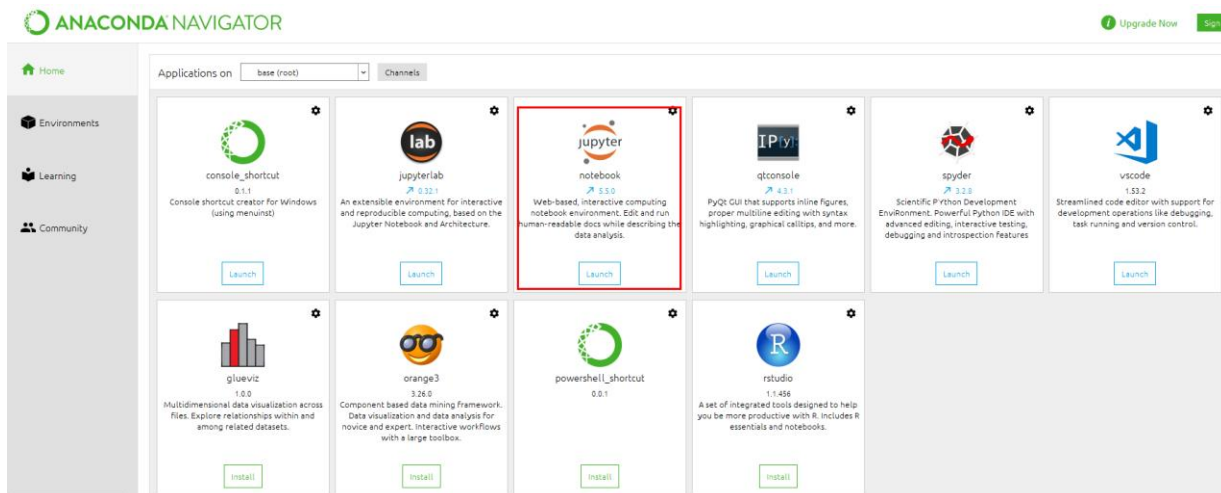 ANACONDA NAVIGATOR
Upgrade Now
Sign
Home
Applications on
base (root)
Channels
Environments
Learning
Community
console_shortcut
0.1.1
Console shortcut creator for Windows
(using menuinst)
Launch
lab
jupyterlab
0.32.1
An extensible environment for interactive
and reproducible computing, based on the
Jupyter Notebook and Architecture.
Launch
jupyter
notebook
5.5.0
Web-based, interactive computing
notebook environment. Edit and run
human-readable docs while describing the
data analysis.
Launch
IP[y]:
qtconsole
4.3.1
PyQt GUI that supports inline figures,
proper multiline editing with syntax
highlighting, graphical calltips, and more.
Launch
spyder
3.2.8
Scientific PYthon Development
EnviRonment. Powerful Python IDE with
advanced editing, interactive testing,
debugging and introspection features
Launch
vscode
1.53.2
Streamlined code editor with support for
development operations like debugging,
task running and version control.
Launch
glueviz
1.0.0
Multidimensional data visualization across
files. Explore relationships within and
among related datasets.
Install
orange3
3.26.0
Component based data mining framework.
Data visualization and data analysis for
novice and expert. Interactive workflows
with a large toolbox.
Install
powershell_shortcut
0.0.1
R
rstudio
1.1.456
A set of integrated tools designed to help
you be more productive with R. Includes R
essentials and notebooks.
Install